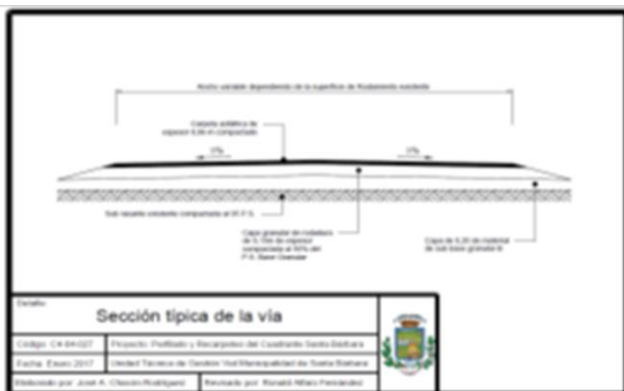 Ancho variable dependiendo de la superficie de Rodamiento existente
Carpeta asfáltica de
espesor 0,06 m compactada
3%
3%
Sub rasante existente compactada al 95 P.S.
Capa granular de rodadura
de 0,15m de espesor
compactada al 95% del
P.S. Base Granular
Capa de 0,20 de material
de sub base granular B
Detalle:
Sección típica de la vía
Código: C4-04-027
Proyecto: Perfilado y Recarpeteo del Cuadrante Santa Bárbara
Fecha: Enero 2017
Unidad Técnica de Gestión Vial Municipalidad de Santa Bárbara
Elaborado por: José A. Chacón Rodríguez
Revisado por: Ronald Alfaro Fernández